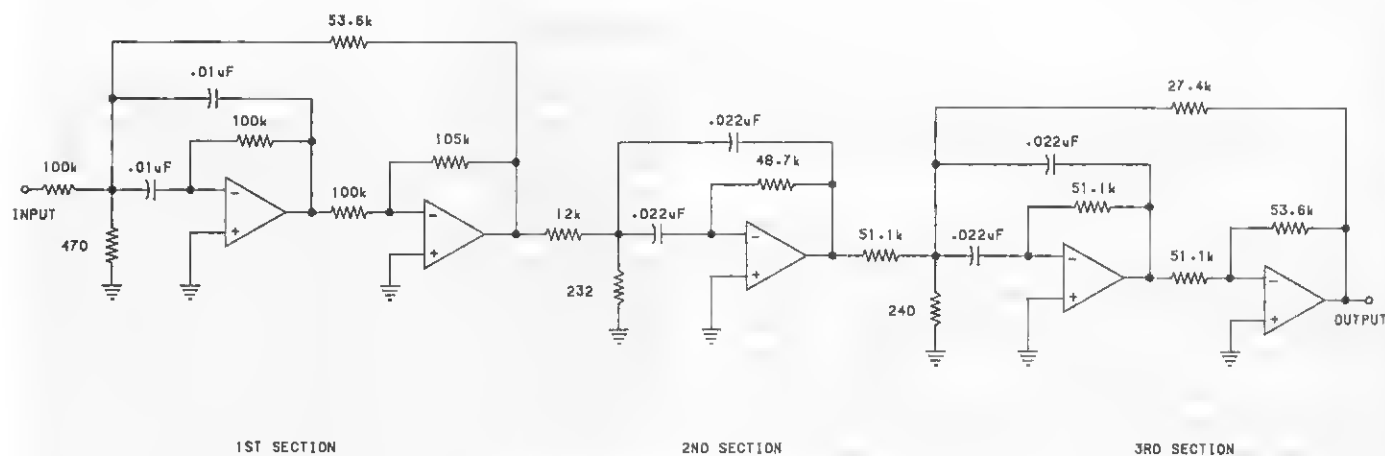 53.6k
.01uF
100k
105k
100k
.01uF
INPUT
470
100k
-
+
-
+
12k
.022uF
48.7k
.022uF
232
-
+
51.1k
27.4k
.022uF
51.1k
.022uF
240
-
+
51.1k
53.6k
-
+
OUTPUT
1ST SECTION
2ND SECTION
3RD SECTION